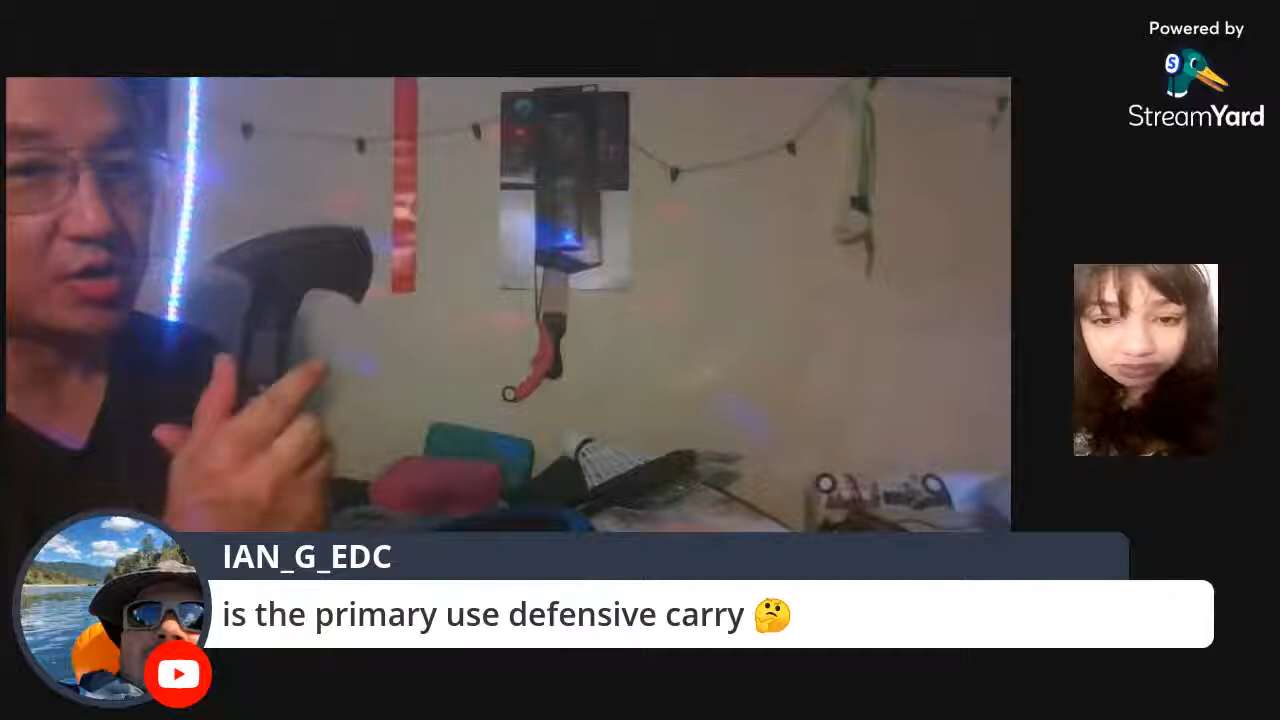 Powered by
StreamYard
IAN_G_EDC
is the primary use defensive carry 🤔